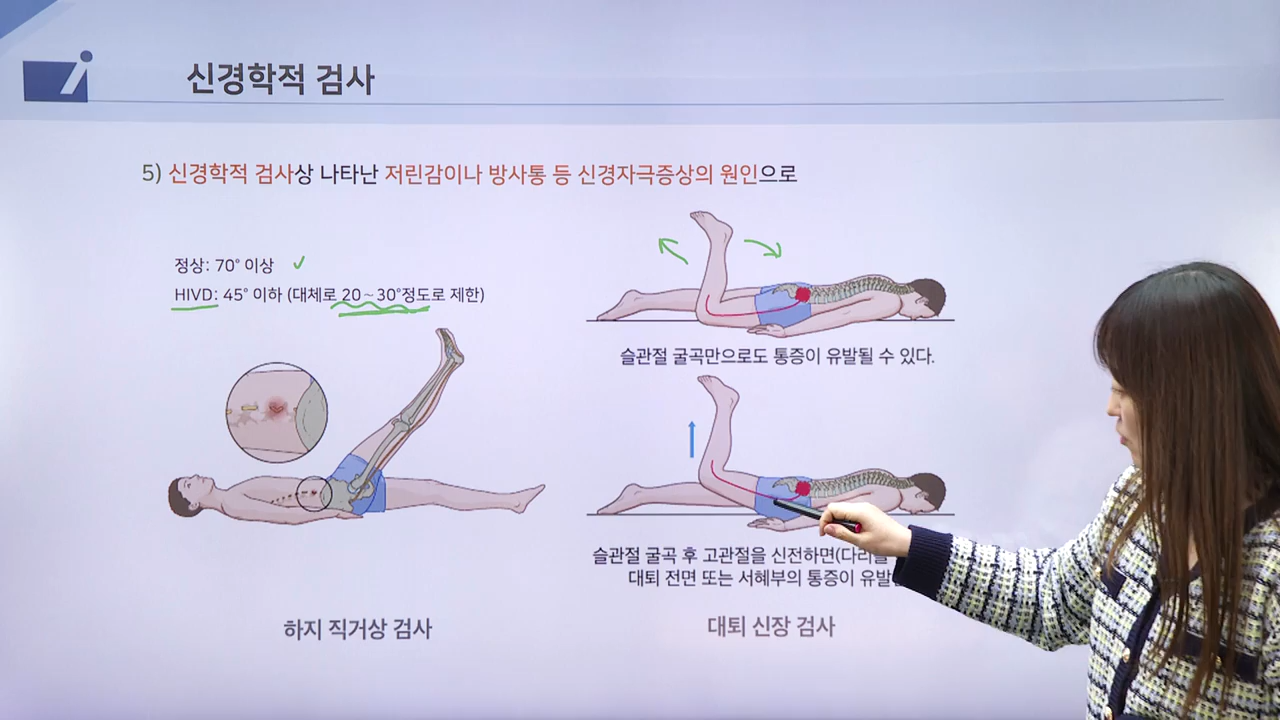 신경학적 검사
5) 신경학적 검사상 나타난 저린감이나 방사통 등 신경자극증상의 원인으로
정상: 70° 이상
HIVD: 45° 이하 (대체로 20~30°정도로 제한)
슬관절 굴곡만으로도 통증이 유발될 수 있다.
슬관절 굴곡 후 고관절을 신전하면(다리를
대퇴 전면 또는 서혜부의 통증이 유발
하지 직거상 검사
대퇴 신장 검사